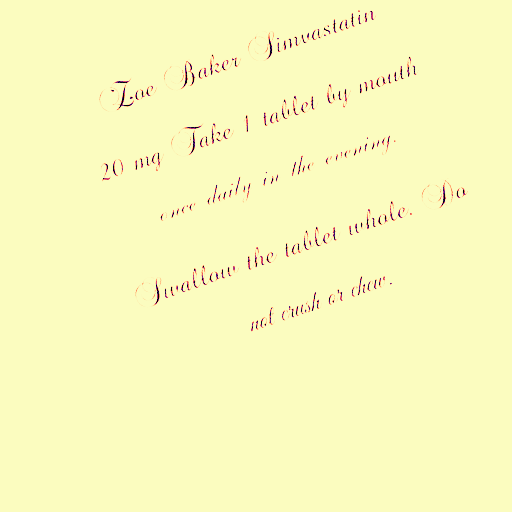 Zoe Baker Simvastatin
20 mg Take 1 tablet by mouth
once daily in the evening.
Swallow the tablet whole. Do
not crush or chew.